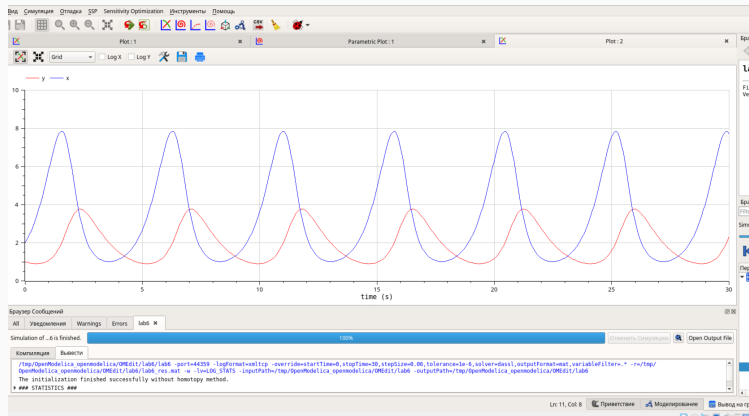 Вид Симуляция Отладка SSP Sensitivity Optimization Инструменты Помощь
CSV
Plot : 1 Parametric Plot : 1 Plot : 2
Grid Log X Log Y
y x
10
8
6
4
2
0
0 5 10 15 20 25 30
time (s)
Браузер Сообщений
All Уведомления Warnings Errors lab6
Simulation of ...6 is finished. 100% Отменить Симуляцию Open Output File
Компиляция Вывести
/tmp/OpenModelica_openmodelica/OMEdit/lab6/lab6 -port=44359 -logFormat=xmltcp -override=startTime=0,stopTime=30,stepSize=0.06,tolerance=1e-6,solver=dassl,outputFormat=mat,variableFilter=.* -r=/tmp/
OpenModelica_openmodelica/OMEdit/lab6/lab6_res.mat -w -lv=LOG_STATS -inputPath=/tmp/OpenModelica_openmodelica/OMEdit/lab6 -outputPath=/tmp/OpenModelica_openmodelica/OMEdit/lab6
The initialization finished successfully without homotopy method.
### STATISTICS ###
Ln: 11, Col: 8 Приветствие Моделирование Вывод на гр